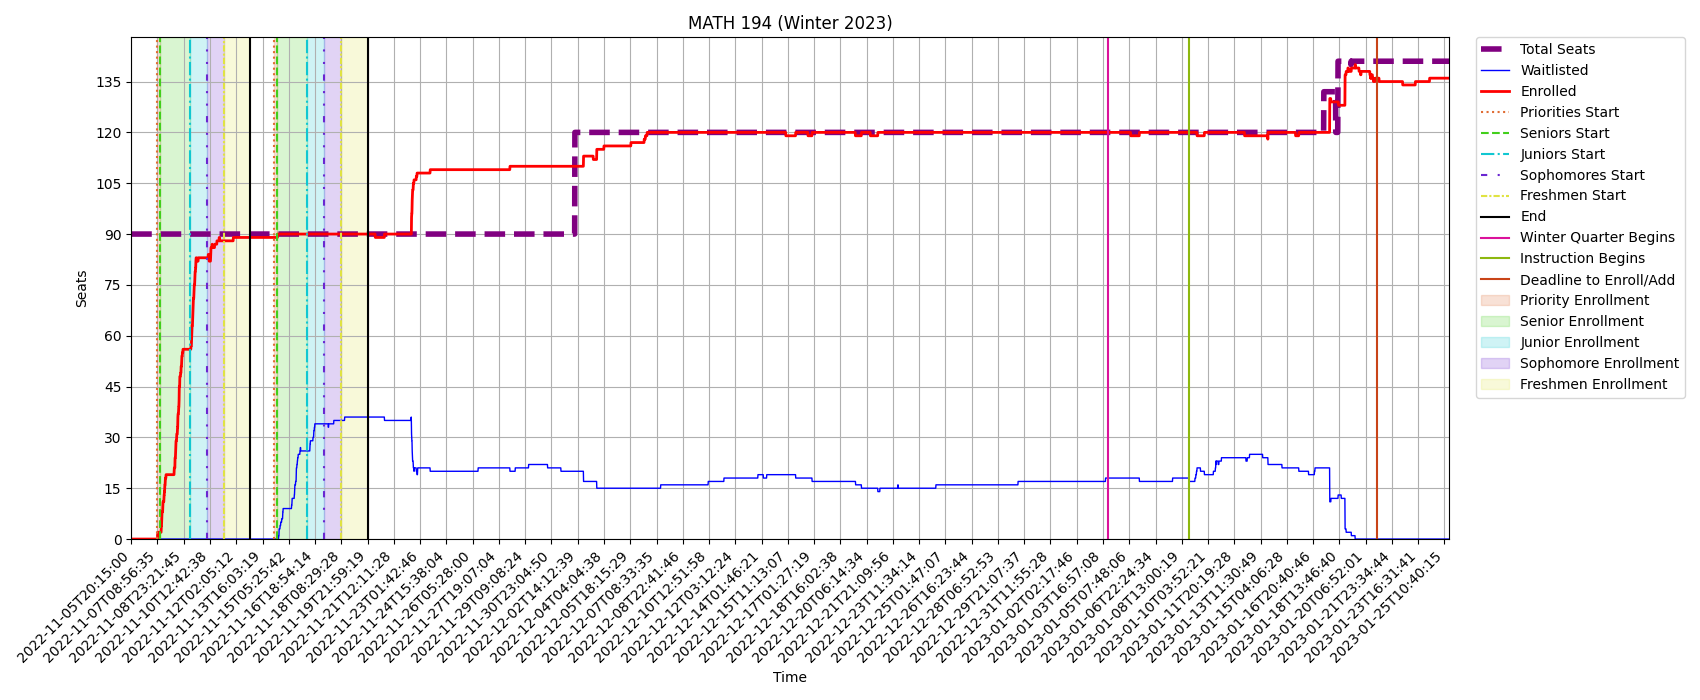 MATH 194 (Winter 2023)
Seats
135
120
105
90
75
60
45
30
15
0
2022-11-05T20:15:00
2022-11-07T08:56:35
2022-11-08T23:21:45
2022-11-10T12:42:38
2022-11-12T02:05:12
2022-11-13T16:03:19
2022-11-15T05:25:42
2022-11-16T18:54:14
2022-11-18T08:29:28
2022-11-19T21:59:19
2022-11-21T12:11:28
2022-11-23T01:42:46
2022-11-24T15:38:04
2022-11-26T05:28:00
2022-11-27T19:07:04
2022-11-29T09:08:24
2022-11-30T23:04:50
2022-12-02T14:12:39
2022-12-04T04:04:38
2022-12-05T18:15:29
2022-12-07T08:33:35
2022-12-08T22:41:46
2022-12-10T12:51:58
2022-12-12T03:12:24
2022-12-14T01:46:21
2022-12-15T11:13:07
2022-12-17T01:27:19
2022-12-18T16:02:38
2022-12-20T06:14:34
2022-12-21T21:09:56
2022-12-23T11:34:14
2022-12-25T01:47:07
2022-12-26T16:23:44
2022-12-28T06:52:53
2022-12-29T21:07:37
2022-12-31T11:55:28
2023-01-02T02:17:46
2023-01-03T16:57:08
2023-01-05T07:48:06
2023-01-06T22:24:34
2023-01-08T13:00:19
2023-01-10T03:52:21
2023-01-11T20:19:28
2023-01-13T11:30:49
2023-01-15T04:06:28
2023-01-16T20:40:46
2023-01-18T13:46:40
2023-01-20T06:52:01
2023-01-21T23:34:44
2023-01-23T16:31:41
2023-01-25T10:40:15
Time
Total Seats
Waitlisted
Enrolled
Priorities Start
Seniors Start
Juniors Start
Sophomores Start
Freshmen Start
End
Winter Quarter Begins
Instruction Begins
Deadline to Enroll/Add
Priority Enrollment
Senior Enrollment
Junior Enrollment
Sophomore Enrollment
Freshmen Enrollment